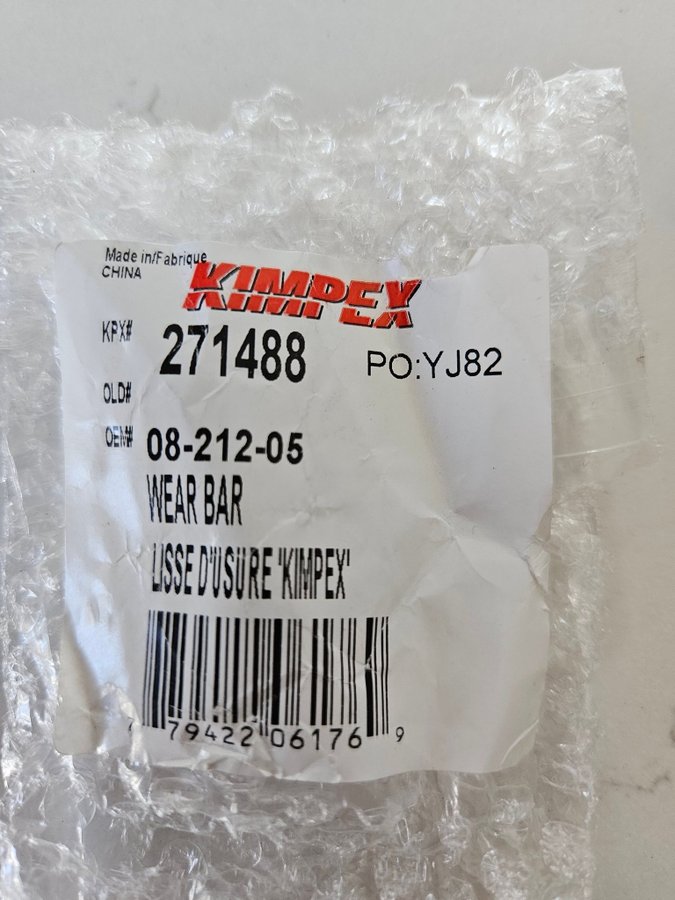 Made in/Fabrique
CHINA
KIMPEX
KPX# 271488 PO:YJ82
OLD#
OEM# 08-212-05
WEAR BAR
LISSE D'USURE 'KIMPEX'
79422 06176 9